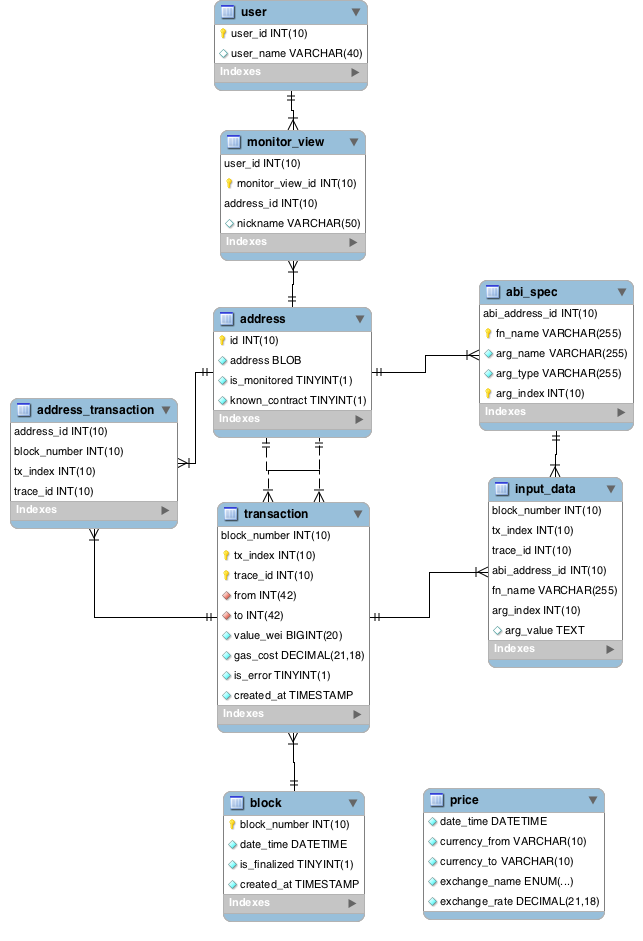 user
user_id INT(10)
user_name VARCHAR(40)
Indexes
monitor_view
user_id INT(10)
monitor_view_id INT(10)
address_id INT(10)
nickname VARCHAR(50)
Indexes
address
id INT(10)
address BLOB
is_monitored TINYINT(1)
known_contract TINYINT(1)
Indexes
abi_spec
abi_address_id INT(10)
fn_name VARCHAR(255)
arg_name VARCHAR(255)
arg_type VARCHAR(255)
arg_index INT(10)
Indexes
address_transaction
address_id INT(10)
block_number INT(10)
tx_index INT(10)
trace_id INT(10)
Indexes
transaction
block_number INT(10)
tx_index INT(10)
trace_id INT(10)
from INT(42)
to INT(42)
value_wei BIGINT(20)
gas_cost DECIMAL(21,18)
is_error TINYINT(1)
created_at TIMESTAMP
Indexes
input_data
block_number INT(10)
tx_index INT(10)
trace_id INT(10)
abi_address_id INT(10)
fn_name VARCHAR(255)
arg_index INT(10)
arg_value TEXT
Indexes
block
block_number INT(10)
date_time DATETIME
is_finalized TINYINT(1)
created_at TIMESTAMP
Indexes
price
date_time DATETIME
currency_from VARCHAR(10)
currency_to VARCHAR(10)
exchange_name ENUM(...)
exchange_rate DECIMAL(21,18)